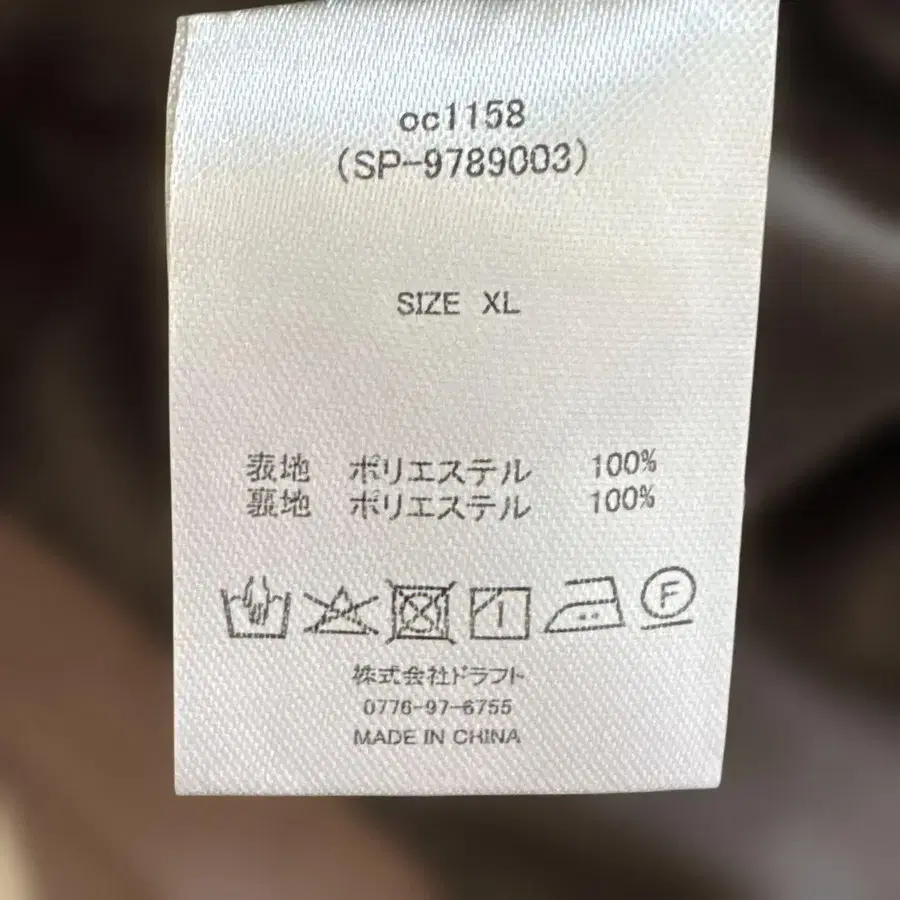 oc1158
(SP-9789003)
SIZE XL
表地 ポリエステル 100%
裏地 ポリエステル 100%
F
株式会社ドラフト
0776-97-6755
MADE IN CHINA